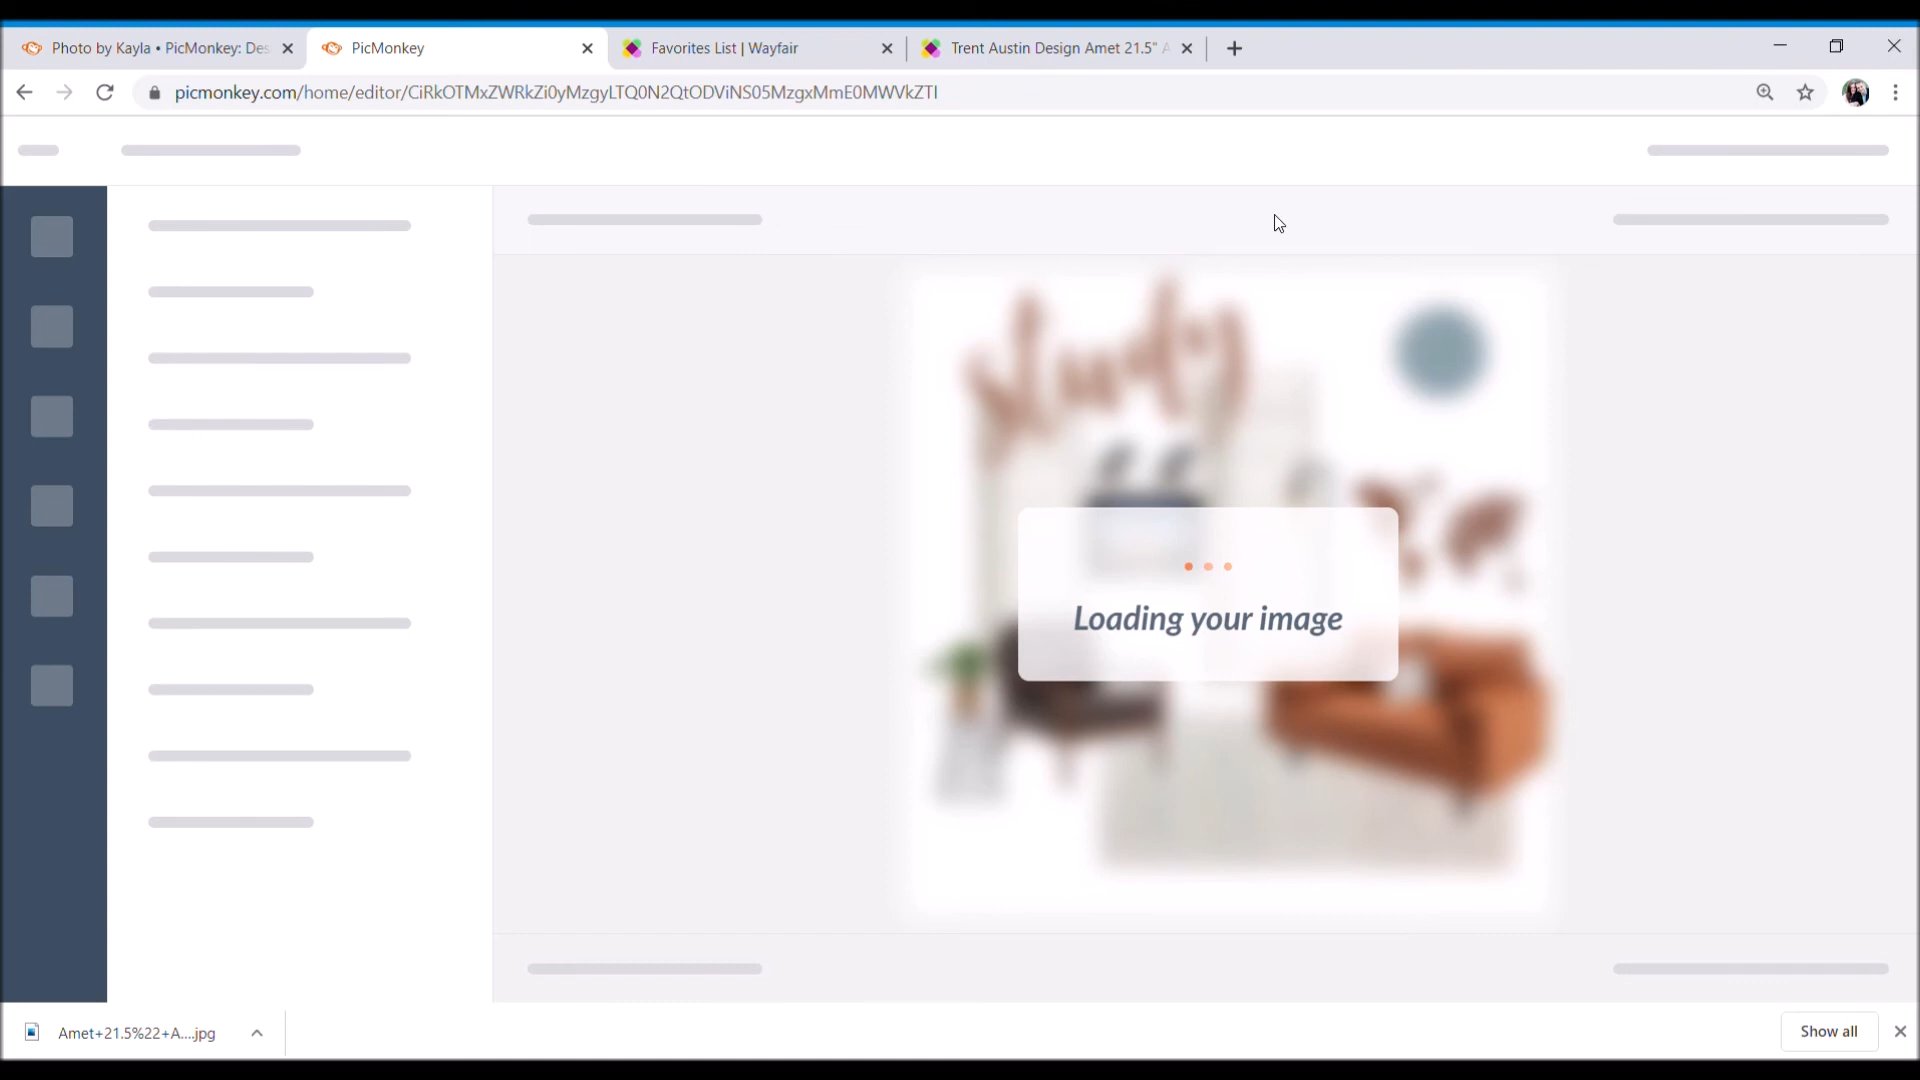 Photo by Kayla • PicMonkey: Des
PicMonkey
Favorites List | Wayfair
Trent Austin Design Amet 21.5" A
picmonkey.com/home/editor/CiRkOTMxZWRkZi0yMzgyLTQ0N2QtODViNS05MzgxMmE0MWVkZTI
Study
Loading your image
Amet+21.5%22+A....jpg
Show all